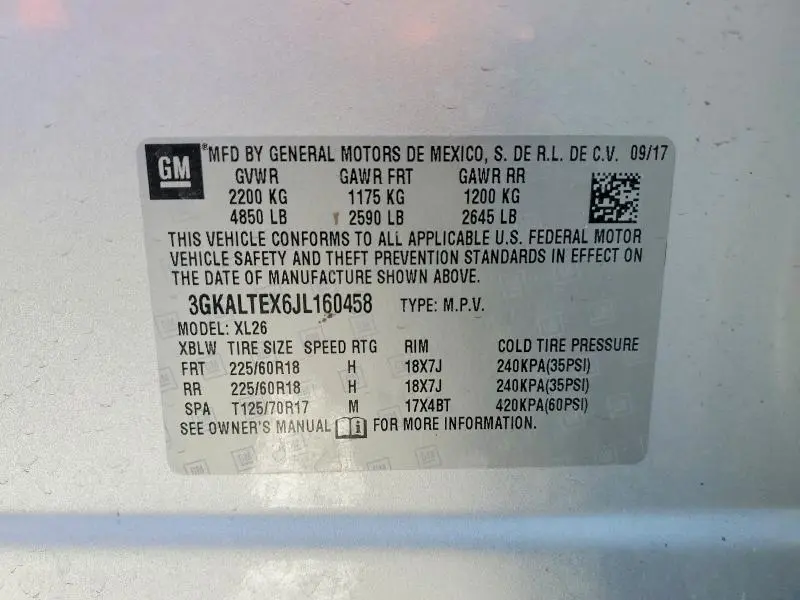 GM
®MFD BY GENERAL MOTORS DE MEXICO, S. DE R.L. DE C.V. 09/17
GVWR GAWR FRT GAWR RR
2200 KG 1175 KG 1200 KG
4850 LB 2590 LB 2645 LB
THIS VEHICLE CONFORMS TO ALL APPLICABLE U.S. FEDERAL MOTOR
VEHICLE SAFETY AND THEFT PREVENTION STANDARDS IN EFFECT ON
THE DATE OF MANUFACTURE SHOWN ABOVE.
3GKALTEX6JL160458 TYPE: M.P.V.
MODEL: XL26
XBLW TIRE SIZE SPEED RTG RIM COLD TIRE PRESSURE
FRT 225/60R18 H 18X7J 240KPA(35PSI)
RR 225/60R18 H 18X7J 240KPA(35PSI)
SPA T125/70R17 M 17X4BT 420KPA(60PSI)
SEE OWNER'S MANUAL i FOR MORE INFORMATION.